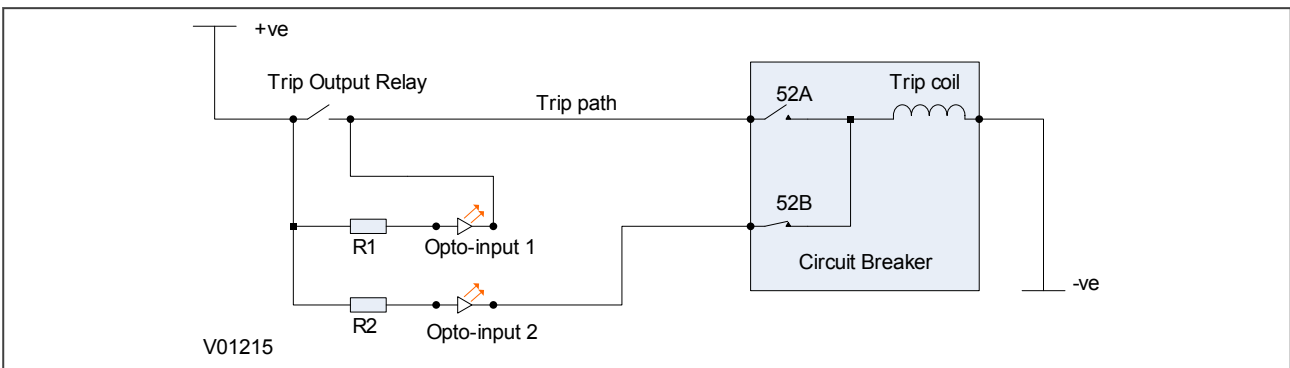 +ve
Trip Output Relay
Trip coil
52A
Trip path
52B
R1
Opto-input 1
Circuit Breaker
-ve
R2
Opto-input 2
V01215